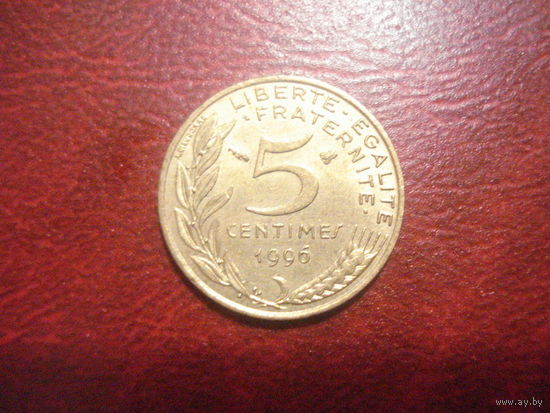 LIBERTE · EGALITE
· FRATERNITE ·
5
CENTIMES
1996
www.ay.by